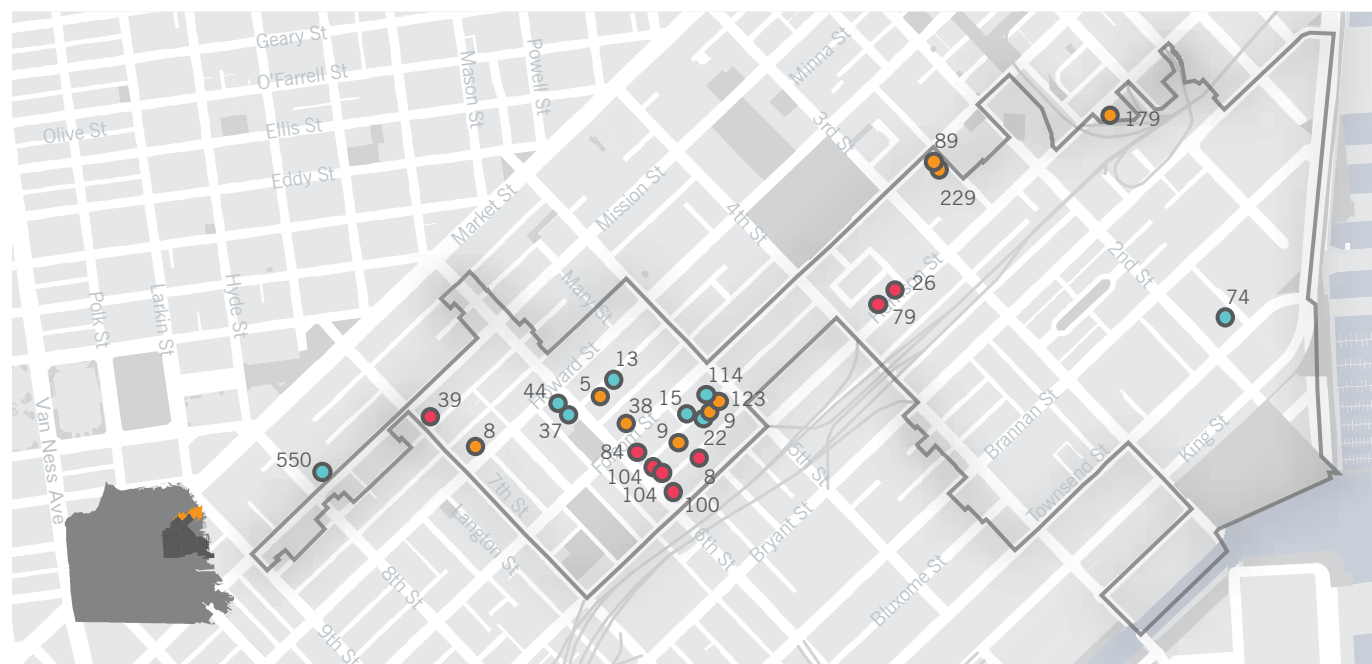 Geary St
O'Farrell St
Ellis St
Eddy St
Olive St
Mason St
Powell St
Minna St
3rd St
89
179
229
Market St
Mission St
4th St
2nd St
Polk St
Larkin St
Hyde St
Mary St
26
79
74
Howard St
13
5
44
37
38
15
114
123
9
22
9
8
84
104
104
100
39
8
550
Van Ness Ave
7th St
Langton St
8th St
9th St
5th St
6th St
Bryant St
Brannan St
Townsend St
King St
Bluxome St